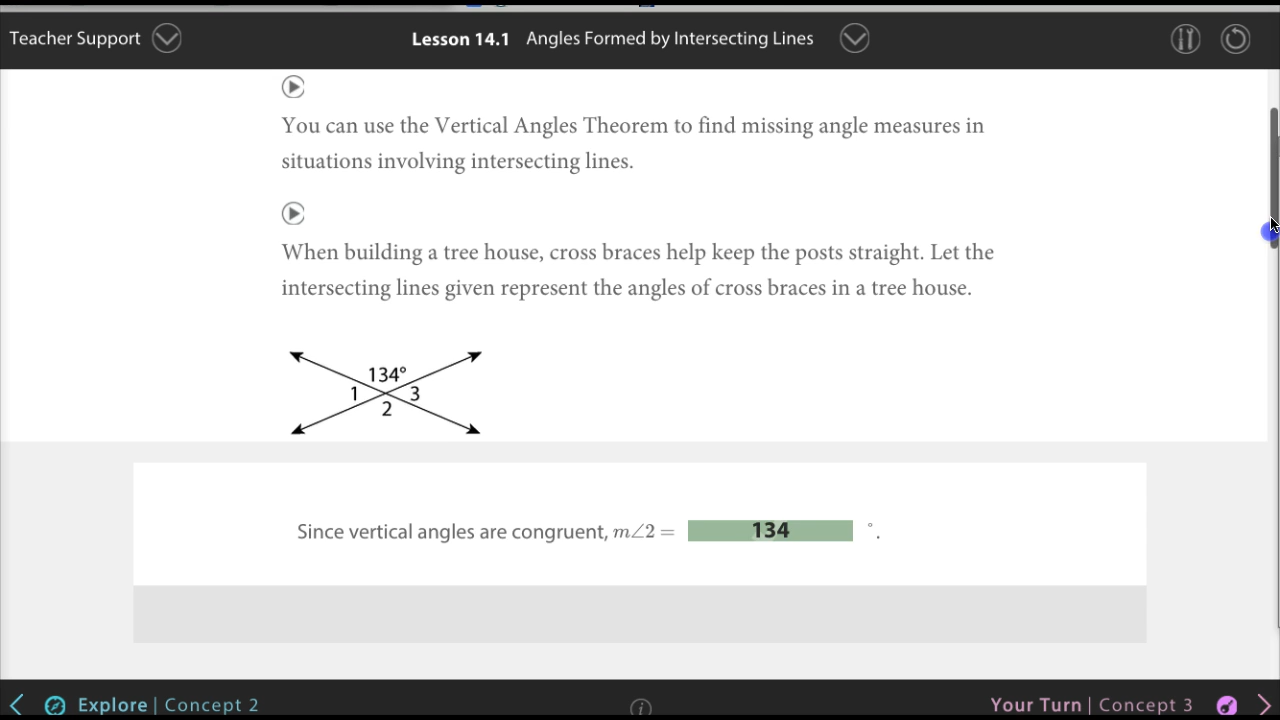 Teacher Support
Lesson 14.1 Angles Formed by Intersecting Lines
You can use the Vertical Angles Theorem to find missing angle measures in
situations involving intersecting lines.
When building a tree house, cross braces help keep the posts straight. Let the
intersecting lines given represent the angles of cross braces in a tree house.
134°
1 3
2
Since vertical angles are congruent, m∠2 = 134 °.
Explore | Concept 2
i
Your Turn | Concept 3